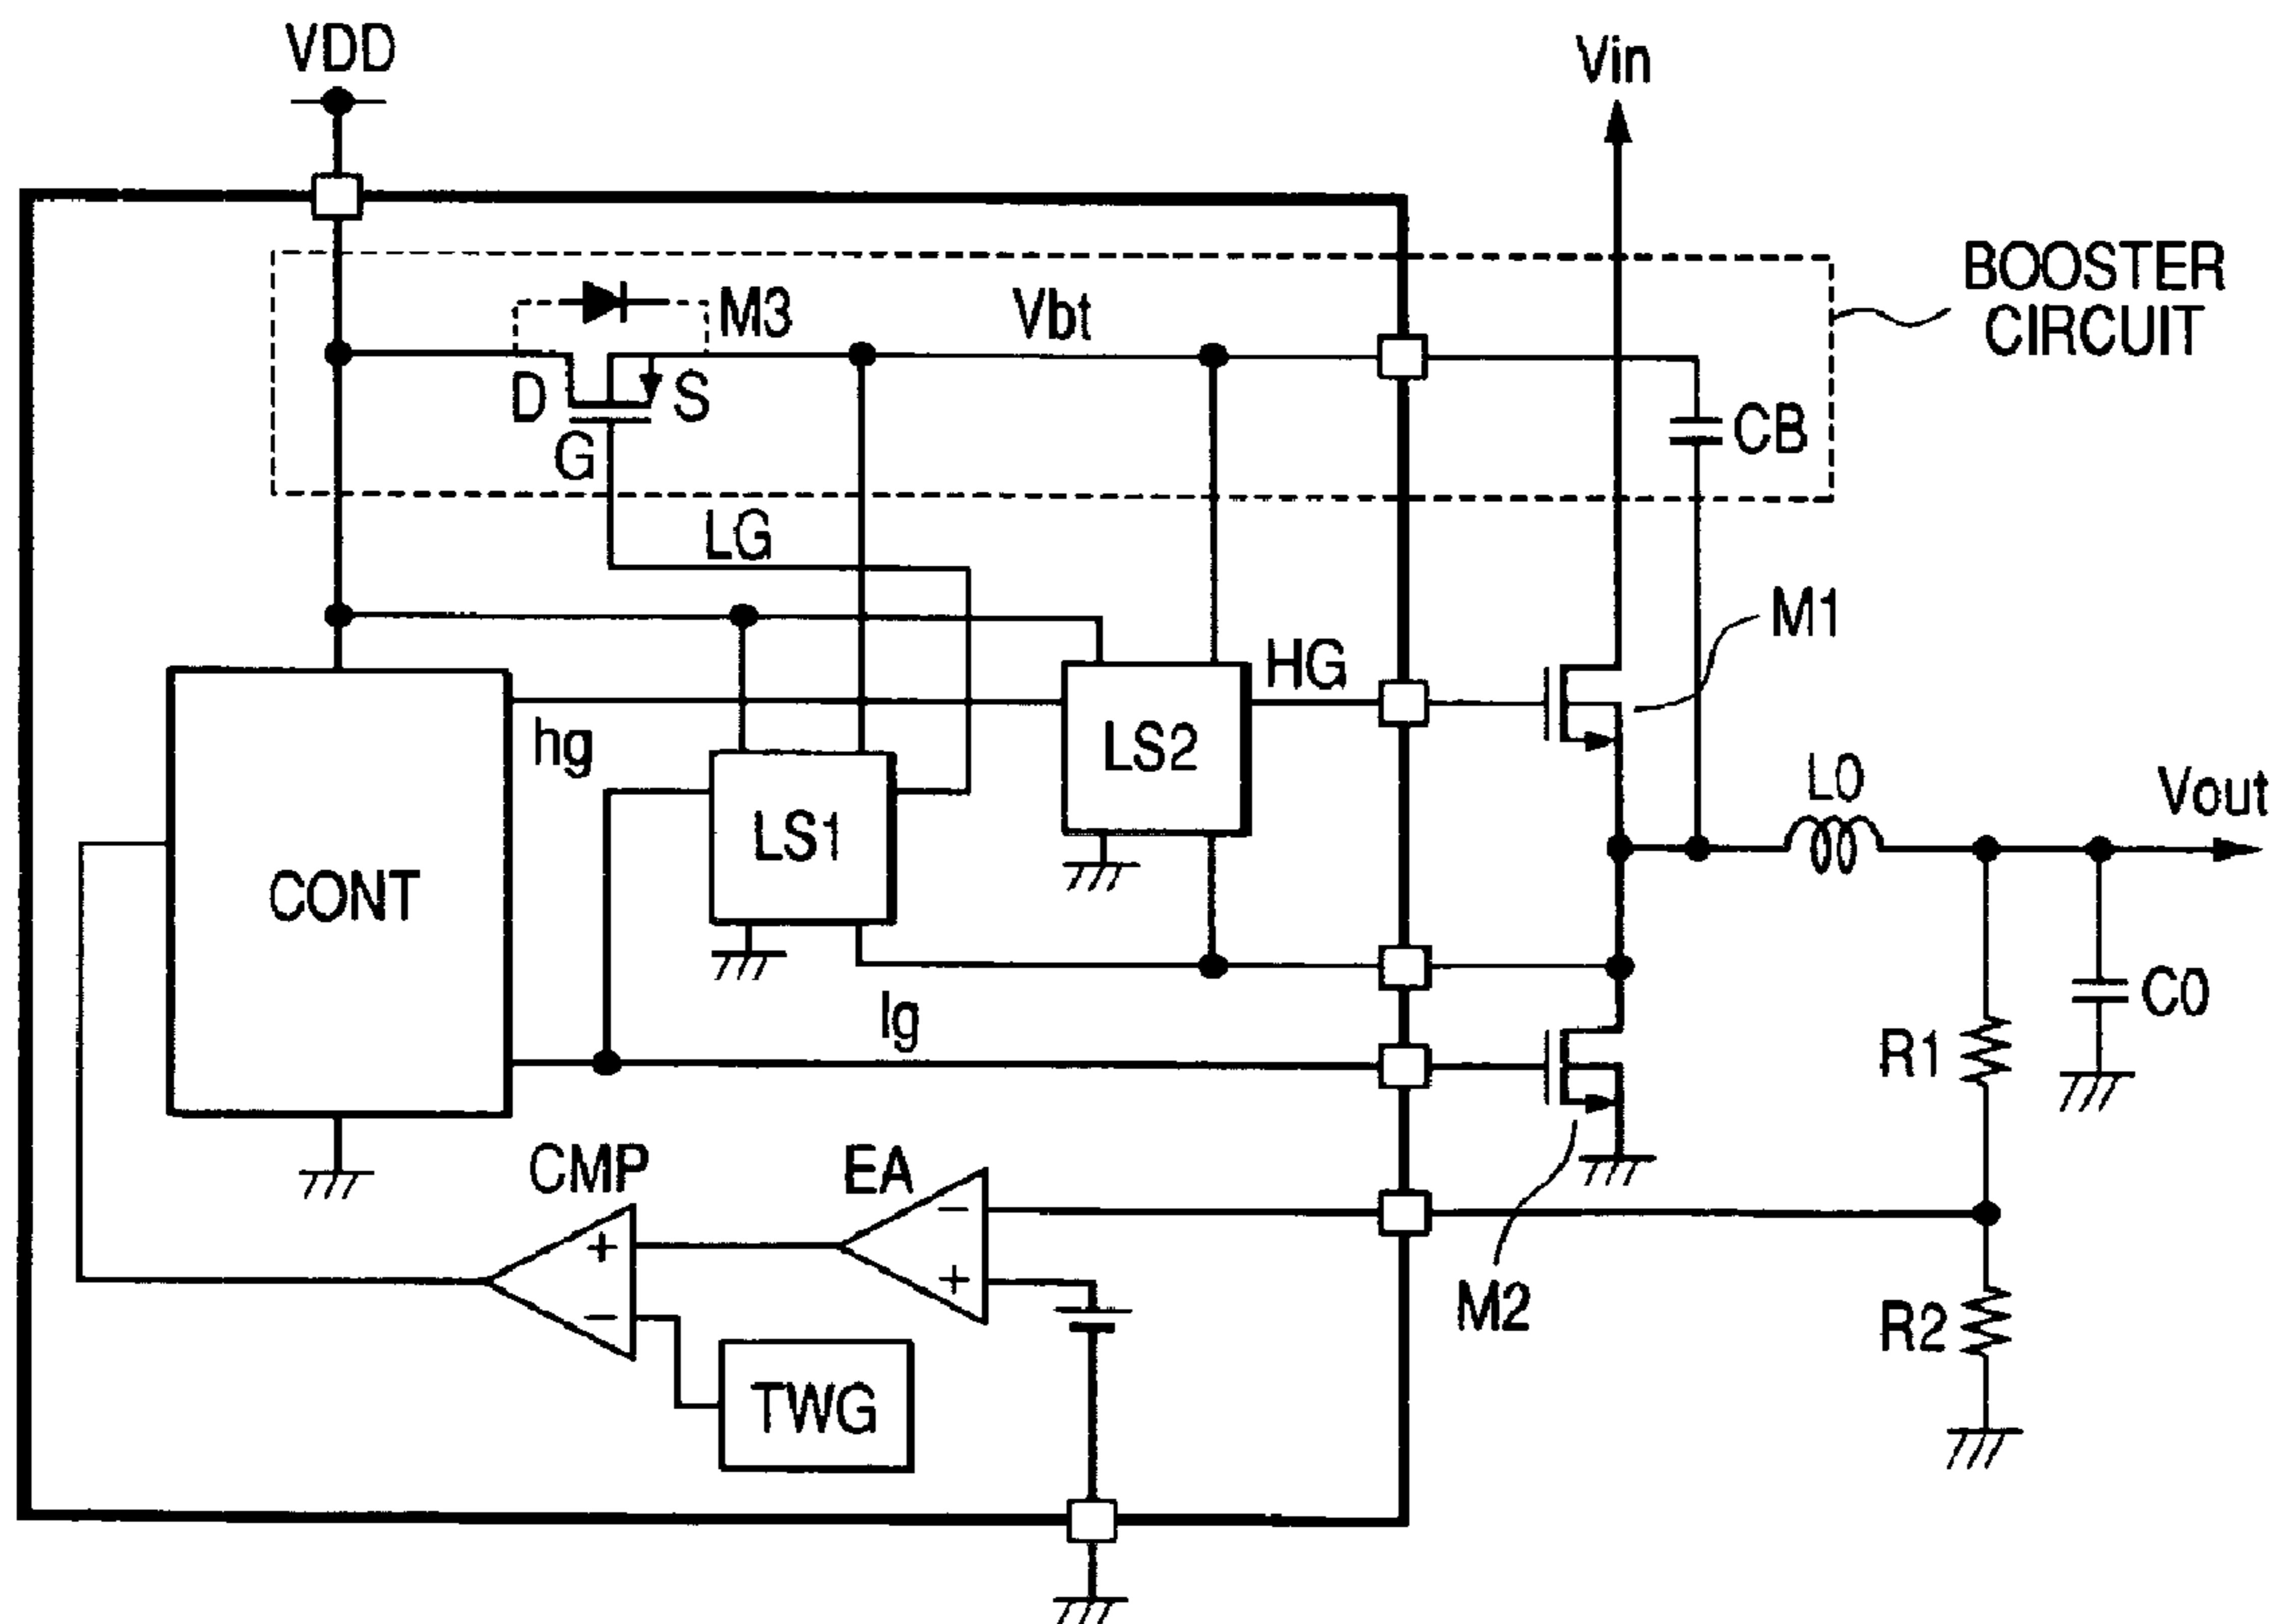 VDD
Vin
BOOSTER
CIRCUIT
M3
Vbt
D
S
G
CB
LG
M1
HG
hg
LS2
L0
Vout
LS1
CONT
lg
C0
R1
CMP
EA
+
−
−
+
M2
R2
TWG